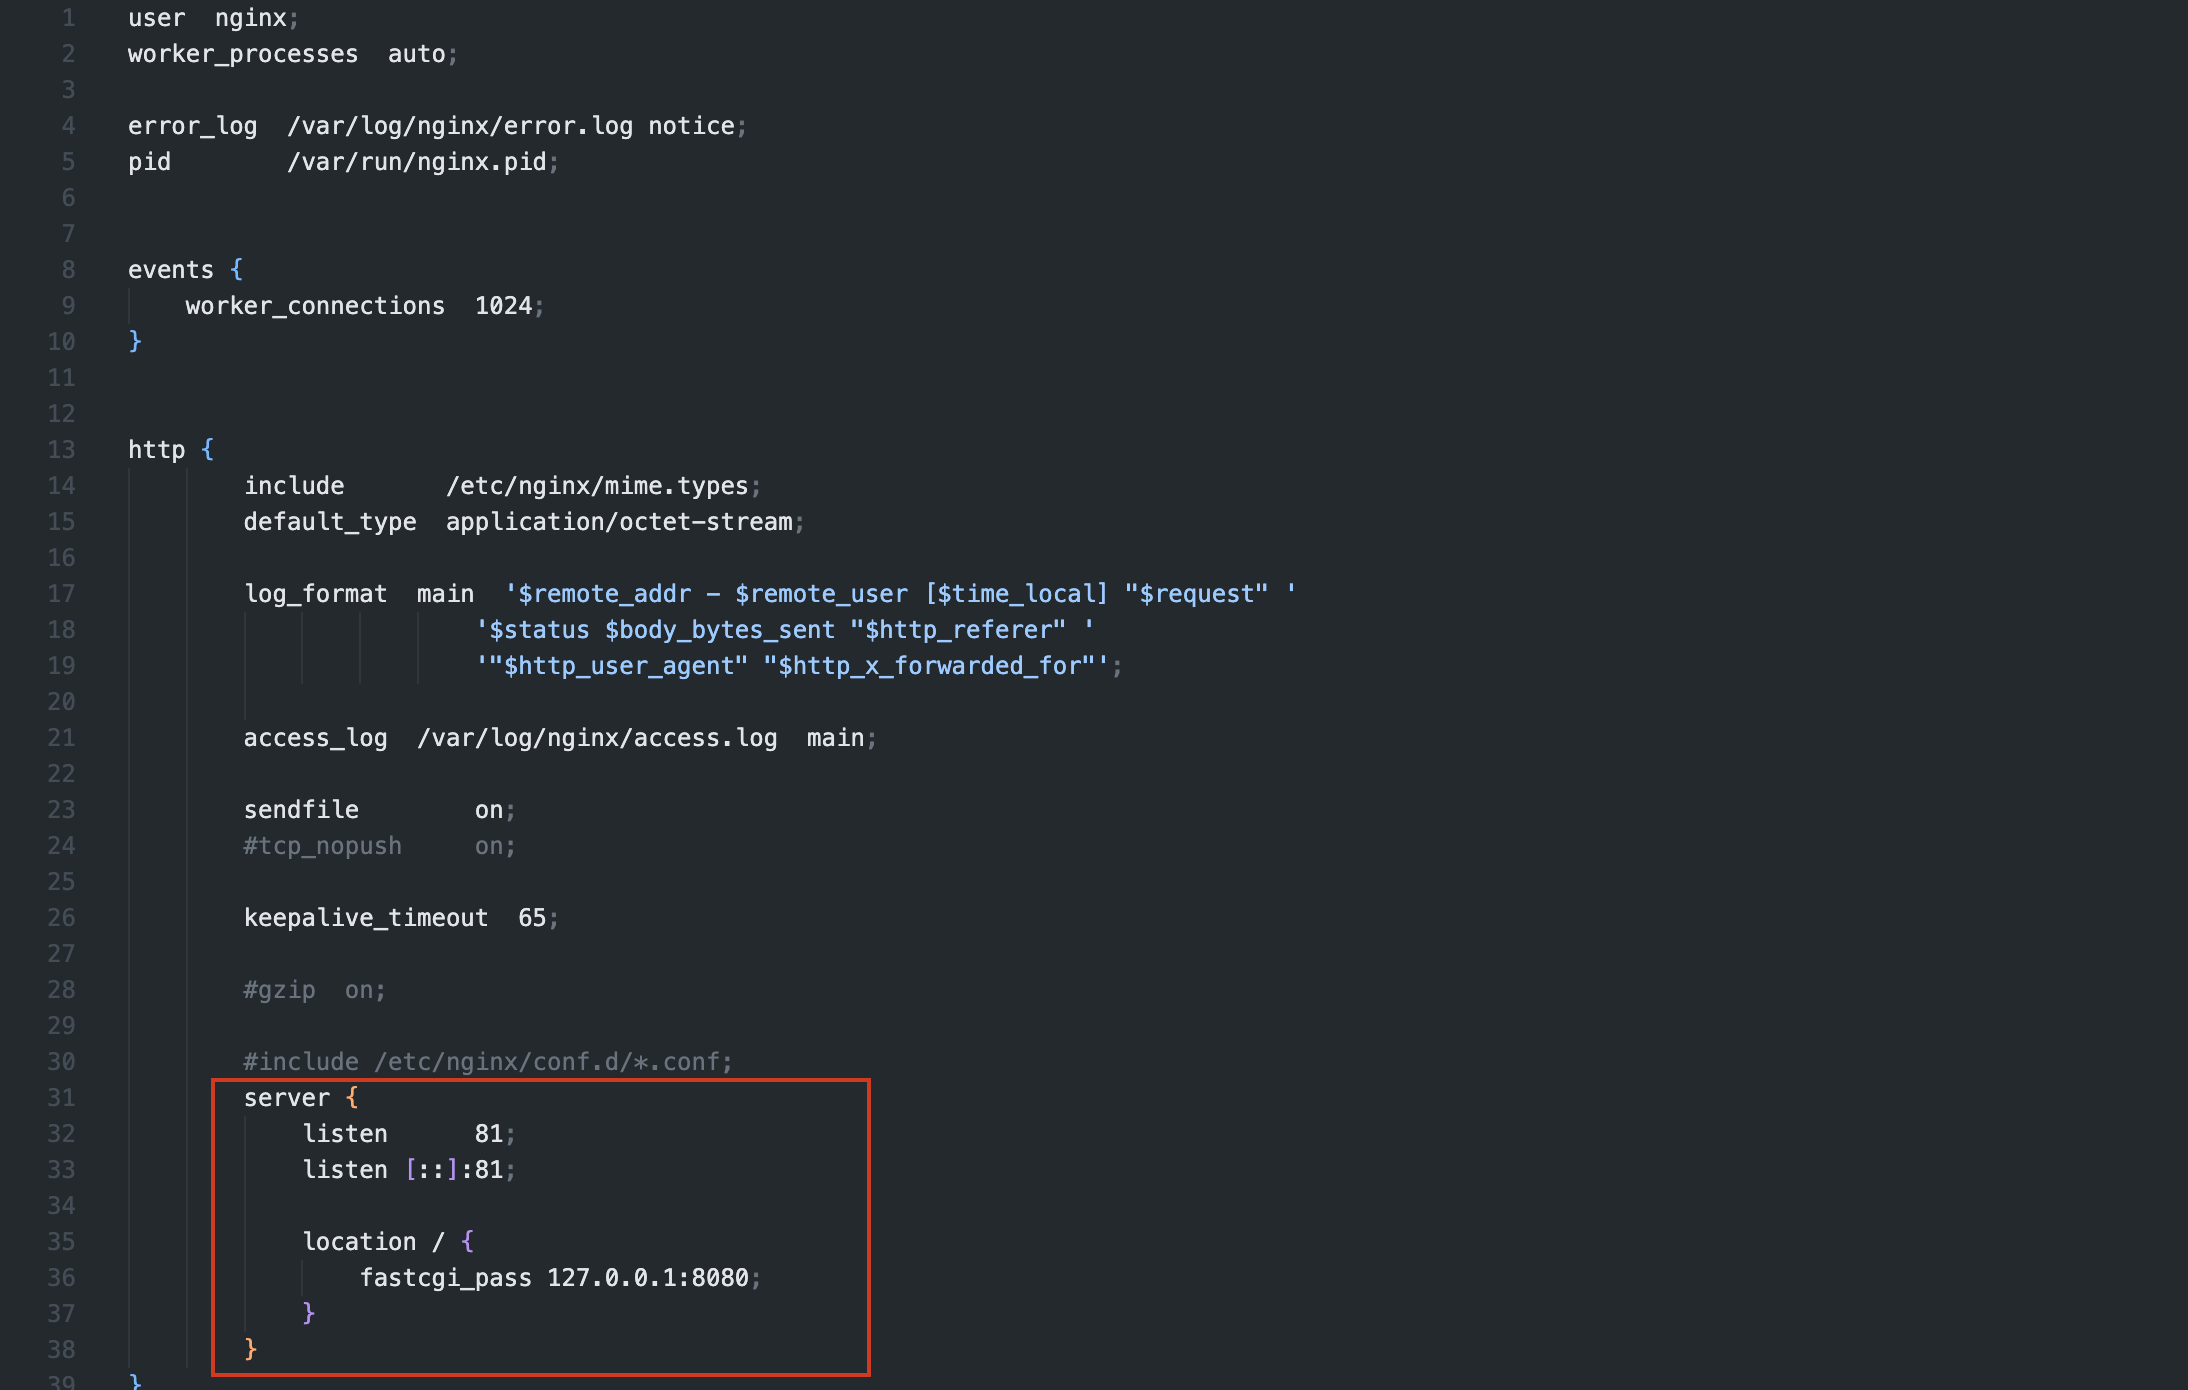 1 user  nginx;
2 worker_processes  auto;
3
4 error_log  /var/log/nginx/error.log notice;
5 pid        /var/run/nginx.pid;
6
7
8 events {
9     worker_connections  1024;
10 }
11
12
13 http {
14         include       /etc/nginx/mime.types;
15         default_type  application/octet-stream;
16
17         log_format  main  '$remote_addr - $remote_user [$time_local] "$request" '
18                         '$status $body_bytes_sent "$http_referer" '
19                         '"$http_user_agent" "$http_x_forwarded_for"';
20
21         access_log  /var/log/nginx/access.log  main;
22
23         sendfile        on;
24         #tcp_nopush     on;
25
26         keepalive_timeout  65;
27
28         #gzip  on;
29
30         #include /etc/nginx/conf.d/*.conf;
31         server {
32             listen      81;
33             listen [::]:81;
34
35             location / {
36                 fastcgi_pass 127.0.0.1:8080;
37             }
38         }
39 }